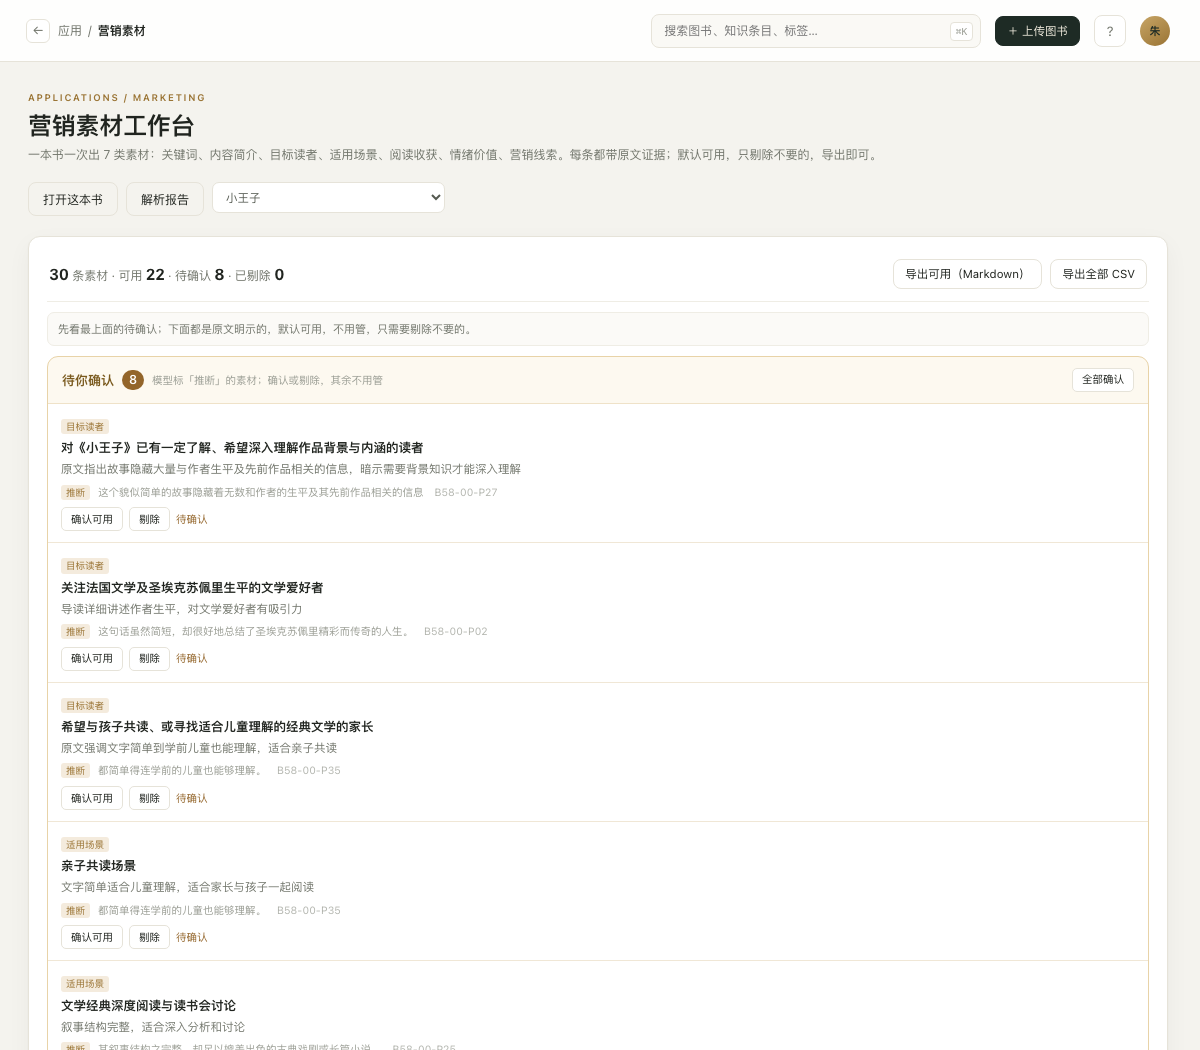 ← 应用 / 营销素材
搜索图书、知识条目、标签... ⌘K
+ 上传图书
?
朱
APPLICATIONS / MARKETING
营销素材工作台
一本书一次出 7 类素材：关键词、内容简介、目标读者、适用场景、阅读收获、情绪价值、营销线索。每条都带原文证据；默认可用，只剔除不要的，导出即可。
打开这本书 解析报告 小王子
30 条素材 · 可用 22 · 待确认 8 · 已剔除 0
导出可用（Markdown） 导出全部 CSV
先看最上面的待确认；下面都是原文明示的，默认可用，不用管，只需要剔除不要的。
待你确认 8 模型标「推断」的素材；确认或剔除，其余不用管 全部确认
目标读者
对《小王子》已有一定了解、希望深入理解作品背景与内涵的读者
原文指出故事隐藏大量与作者生平及先前作品相关的信息，暗示需要背景知识才能深入理解
推断 这个貌似简单的故事隐藏着无数和作者的生平及其先前作品相关的信息 B58-00-P27
确认可用 剔除 待确认
目标读者
关注法国文学及圣埃克苏佩里生平的文学爱好者
导读详细讲述作者生平，对文学爱好者有吸引力
推断 这句话虽然简短，却很好地总结了圣埃克苏佩里精彩而传奇的人生。 B58-00-P02
确认可用 剔除 待确认
目标读者
希望与孩子共读、或寻找适合儿童理解的经典文学的家长
原文强调文字简单到学前儿童也能理解，适合亲子共读
推断 都简单得连学前的儿童也能够理解。 B58-00-P35
确认可用 剔除 待确认
适用场景
亲子共读场景
文字简单适合儿童理解，适合家长与孩子一起阅读
推断 都简单得连学前的儿童也能够理解。 B58-00-P35
确认可用 剔除 待确认
适用场景
文学经典深度阅读与读书会讨论
叙事结构完整，适合深入分析和讨论
推断 其叙事结构之完整，却足以媲美出色的古典戏剧或长篇小说。 B58-00-P25